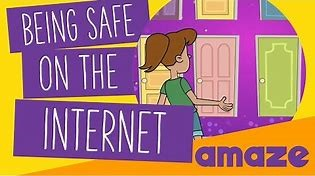 BEING SAFE
ON THE
INTERNET
amaze